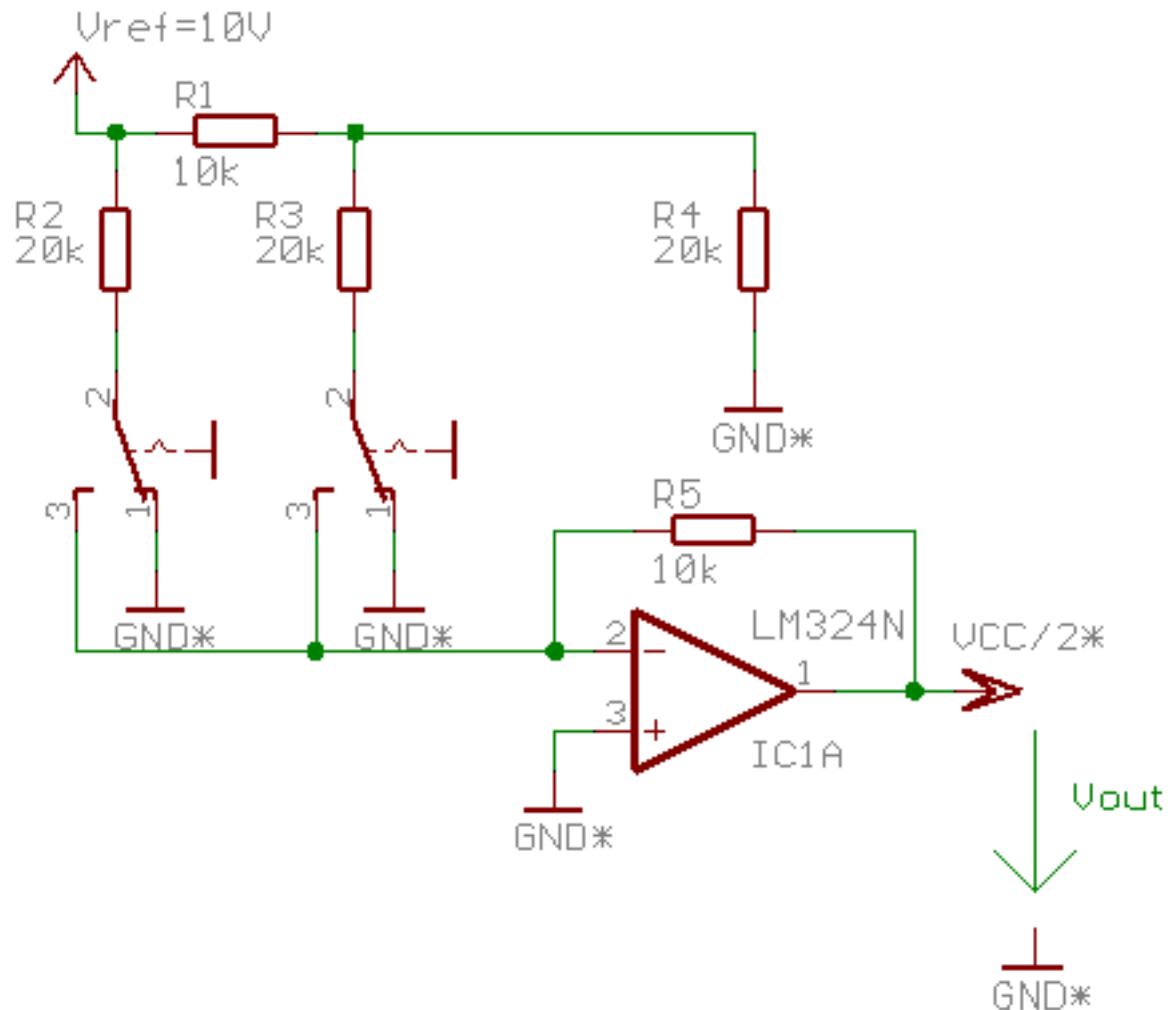 Vref=10V
R1
10k
R2
20k
R3
20k
R4
20k
2
2
GND*
3
1
3
1
R5
10k
GND*
GND*
2
LM324N
VCC/2*
1
3
IC1A
Vout
GND*
GND*